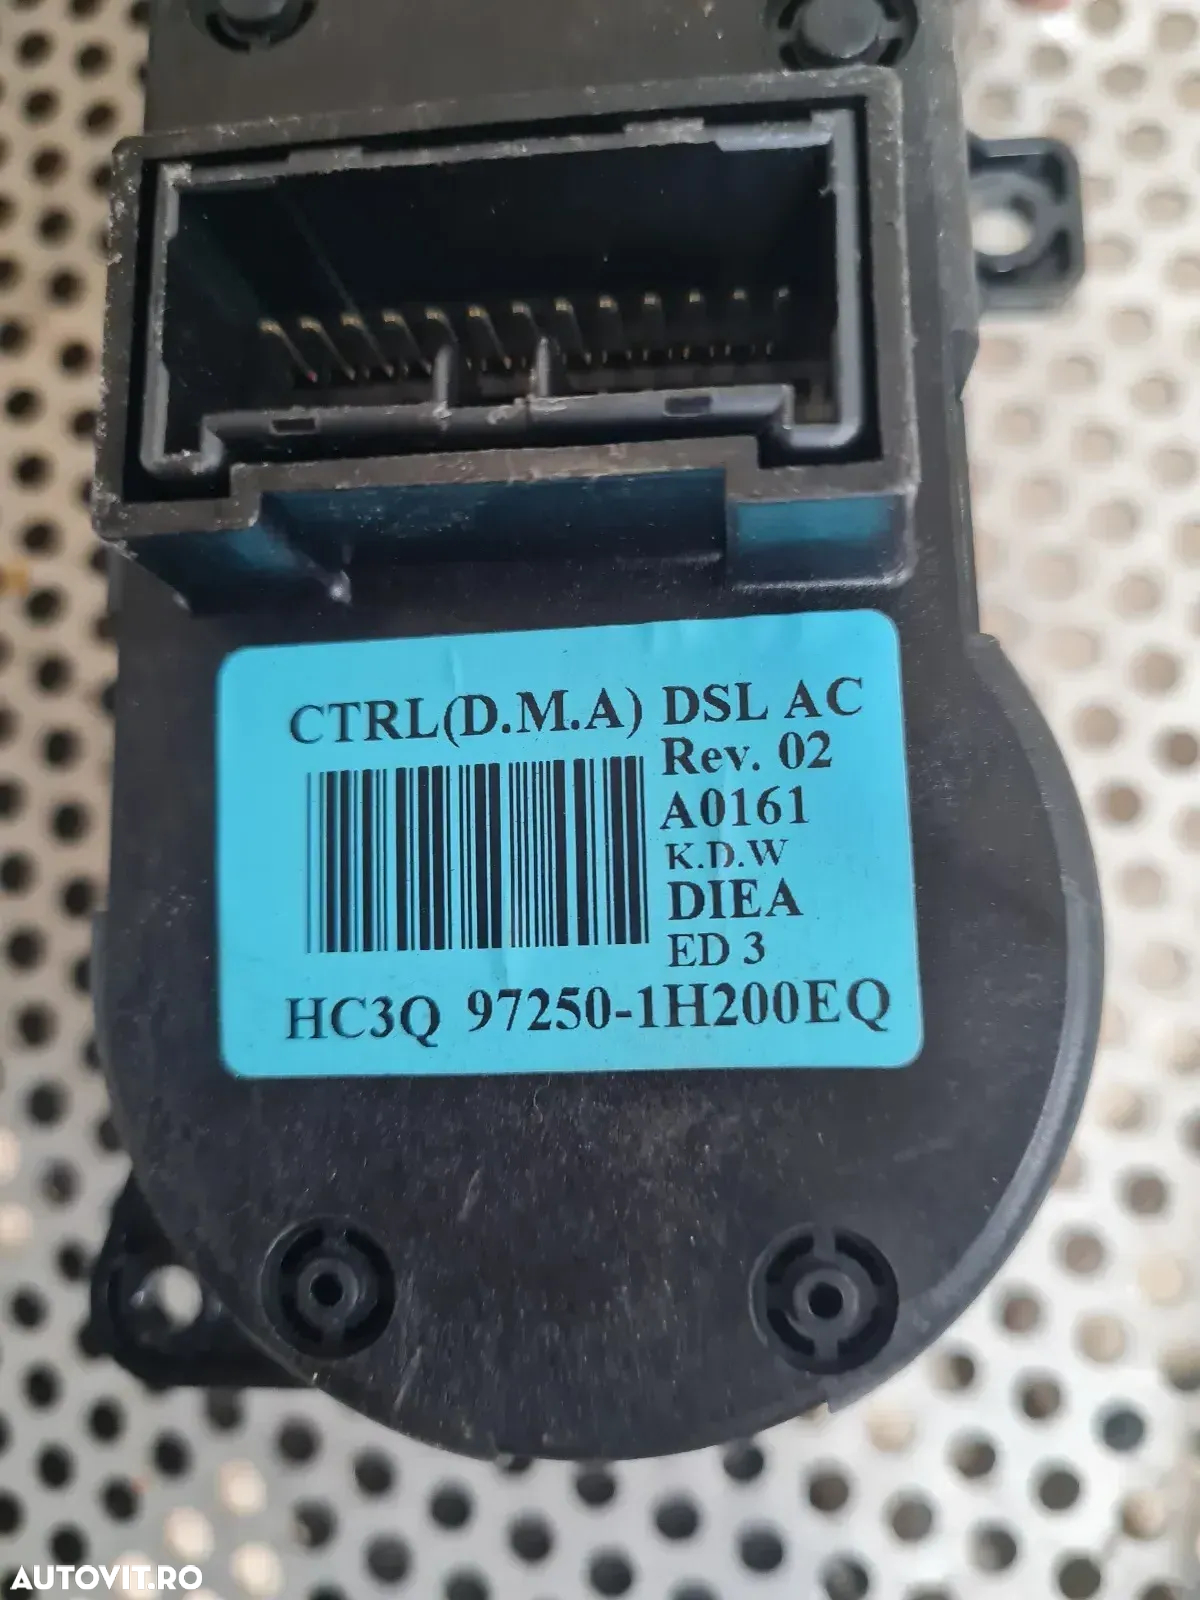 CTRL(D.M.A) DSL AC
Rev. 02
A0161
K.D.W
DIEA
ED 3
HC3Q 97250-1H200EQ
AUTOVIT.RO